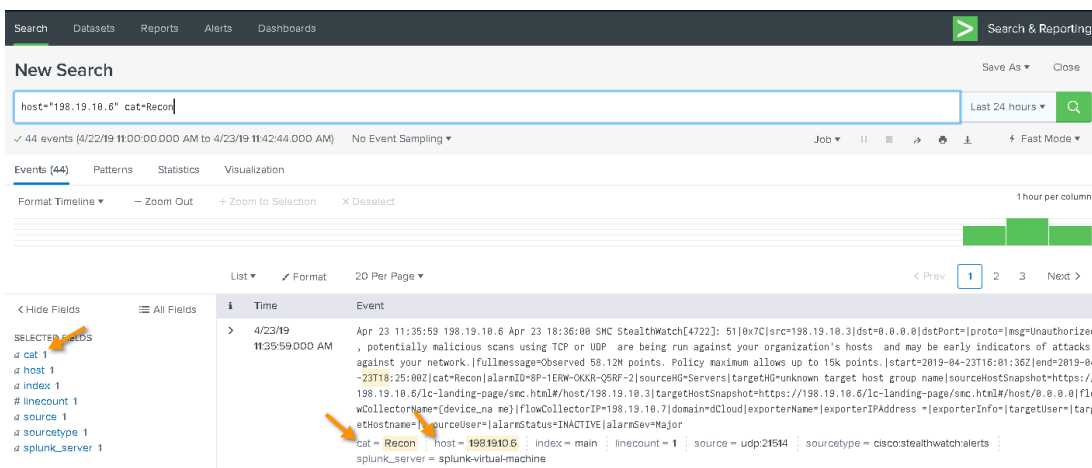 Search Datasets Reports Alerts Dashboards Search & Reporting
New Search Save As Close
host="198.19.10.6" cat=Recon Last 24 hours
44 events (4/22/19 11:00:00.000 AM to 4/23/19 11:42:44.000 AM) No Event Sampling Job Fast Mode
Events (44) Patterns Statistics Visualization
Format Timeline — Zoom Out + Zoom to Selection × Deselect 1 hour per column
List Format 20 Per Page < Prev 1 2 3 Next >
< Hide Fields All Fields i Time Event
SELECTED FIELDS
a cat 1
a host 1
a index 1
# linecount 1
a source 1
a sourcetype 1
a splunk_server 1
> 4/23/19
11:35:59.000 AM
Apr 23 11:35:59 198.19.10.6 Apr 23 18:36:00 SMC StealthWatch[4722]: 51|0x7C|src=198.19.10.3|dst=0.0.0.0|dstPort=|proto=|msg=Unauthorized
, potentially malicious scans using TCP or UDP are being run against your organization's hosts and may be early indicators of attacks
against your network.|fullmessage=Observed 58.12M points. Policy maximum allows up to 15k points.|start=2019-04-23T16:01:36Z|end=2019-04
-23T18:25:00Z|cat=Recon|alarmID=8P-1ERW-OKKR-Q5RF-2|sourceHG=Servers|targetHG=unknown target host group name|sourceHostSnapshot=https://
198.19.10.6/lc-landing-page/smc.html#/host/198.19.10.3|targetHostSnapshot=https://198.19.10.6/lc-landing-page/smc.html#/host/0.0.0.0|flo
wCollectorName={device_na me}|flowCollectorIP=198.19.10.7|domain=dCloud|exporterName=|exporterIPAddress =|exporterInfo=|targetUser=|targ
etHostname=|sourceUser=|alarmStatus=INACTIVE|alarmSev=Major
cat = Recon host = 198.19.10.6 index = main linecount = 1 source = udp:21514 sourcetype = cisco:stealthwatch:alerts
splunk_server = splunk-virtual-machine